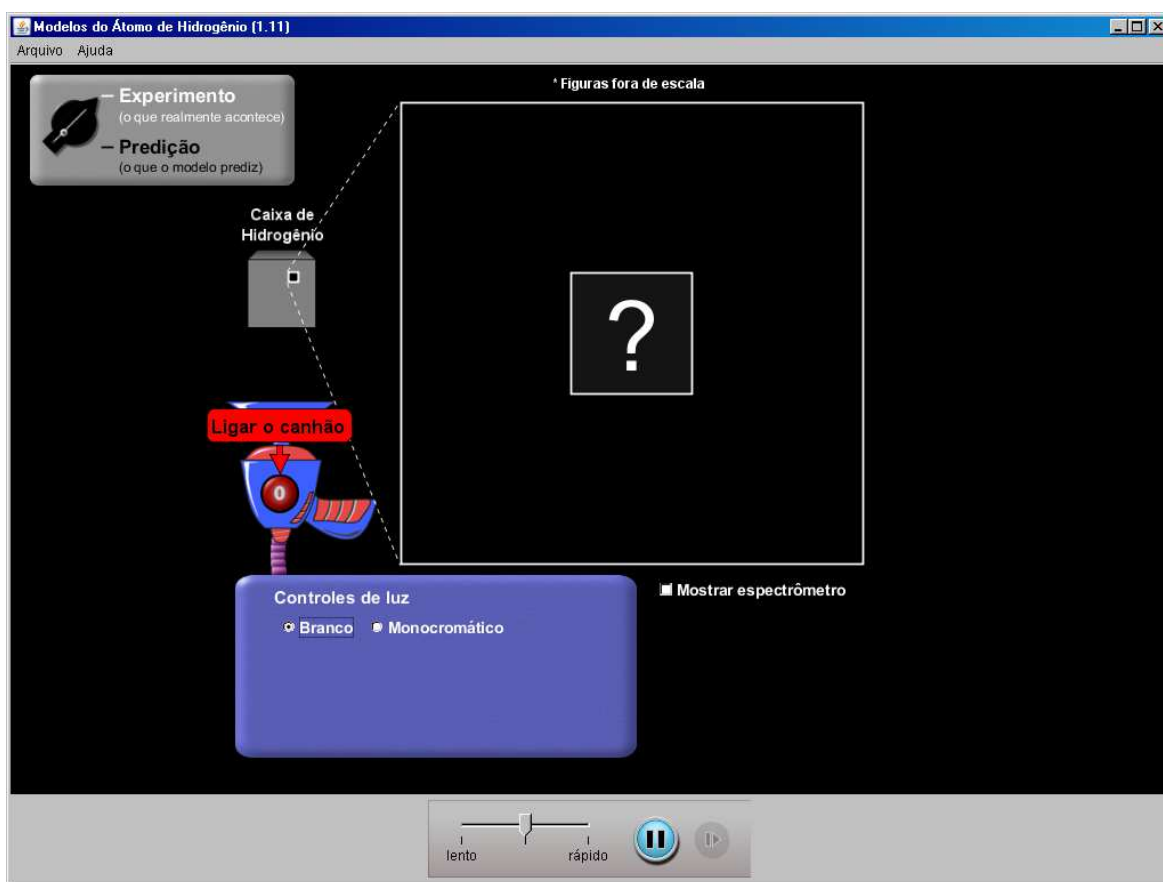 Modelos do Átomo de Hidrogênio (1.11)
Arquivo Ajuda
* Figuras fora de escala
Experimento
(o que realmente acontece)
Predição
(o que o modelo prediz)
Caixa de
Hidrogênio
?
Ligar o canhão
0
Controles de luz
Branco Monocromático
Mostrar espectrômetro
lento rápido